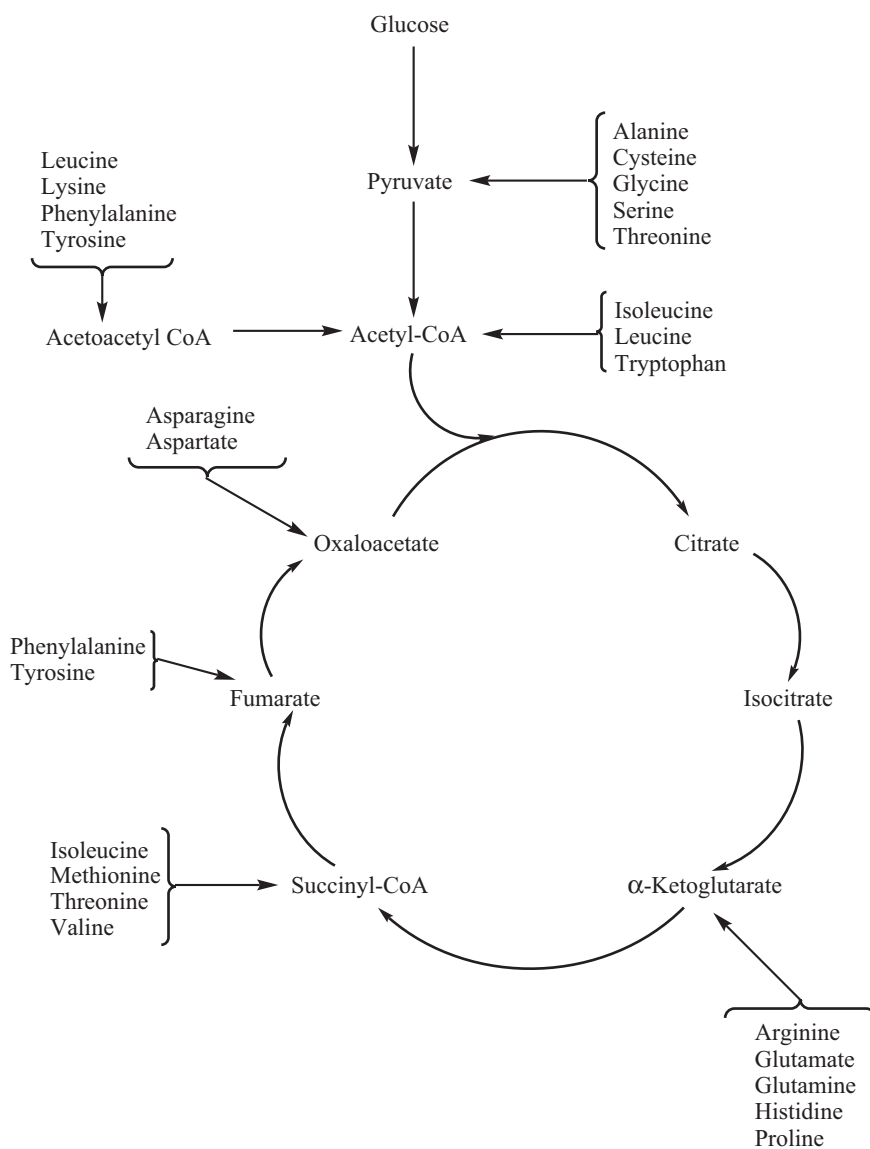 Glucose
Alanine
Cysteine
Glycine
Serine
Threonine
Pyruvate
Leucine
Lysine
Phenylalanine
Tyrosine
Acetoacetyl CoA
Acetyl-CoA
Isoleucine
Leucine
Tryptophan
Asparagine
Aspartate
Oxaloacetate
Citrate
Phenylalanine
Tyrosine
Fumarate
Isocitrate
Isoleucine
Methionine
Threonine
Valine
Succinyl-CoA
α-Ketoglutarate
Arginine
Glutamate
Glutamine
Histidine
Proline